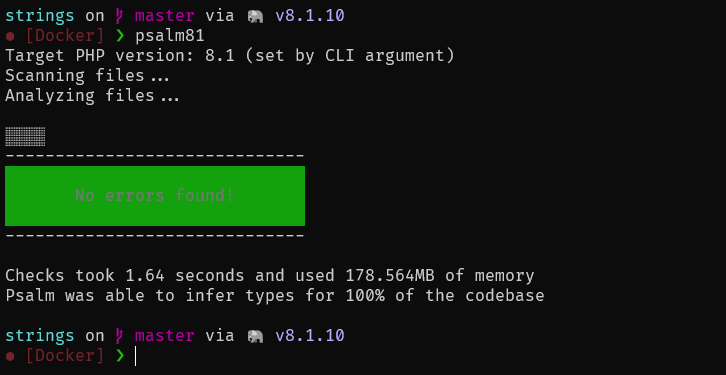 strings on master via 🐘 v8.1.10
[Docker] ❯ psalm81
Target PHP version: 8.1 (set by CLI argument)
Scanning files...
Analyzing files...
░░░░
------------------------------
No errors found!
------------------------------
Checks took 1.64 seconds and used 178.564MB of memory
Psalm was able to infer types for 100% of the codebase
strings on master via 🐘 v8.1.10
[Docker] ❯